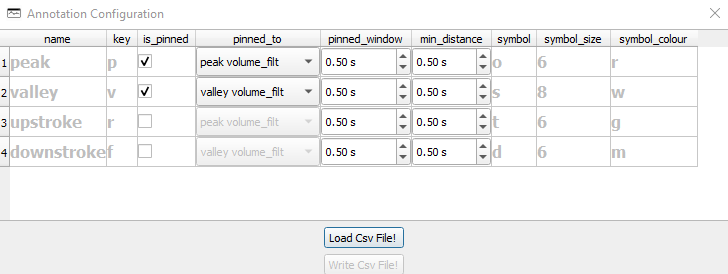 Annotation Configuration
name key is_pinned pinned_to pinned_window min_distance symbol symbol_size symbol_colour
1 peak p peak volume_filt 0.50 s 0.50 s o 6 r
2 valley v valley volume_filt 0.50 s 0.50 s s 8 w
3 upstroke r peak volume_filt 0.50 s 0.50 s t 6 g
4 downstroke f valley volume_filt 0.50 s 0.50 s d 6 m
Load Csv File!
Write Csv File!